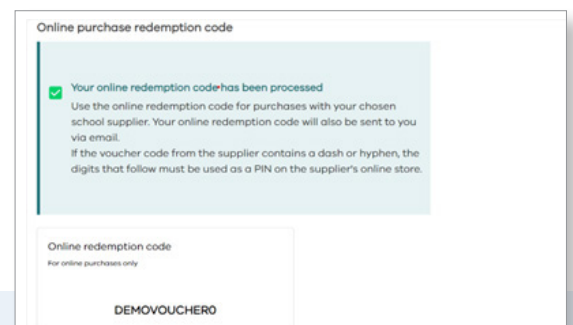 Online purchase redemption code
Your online redemption code has been processed
Use the online redemption code for purchases with your chosen
school supplier. Your online redemption code will also be sent to you
via email.
If the voucher code from the supplier contains a dash or hyphen, the
digits that follow must be used as a PIN on the supplier's online store.
Online redemption code
For online purchases only
DEMOVOUCHER0